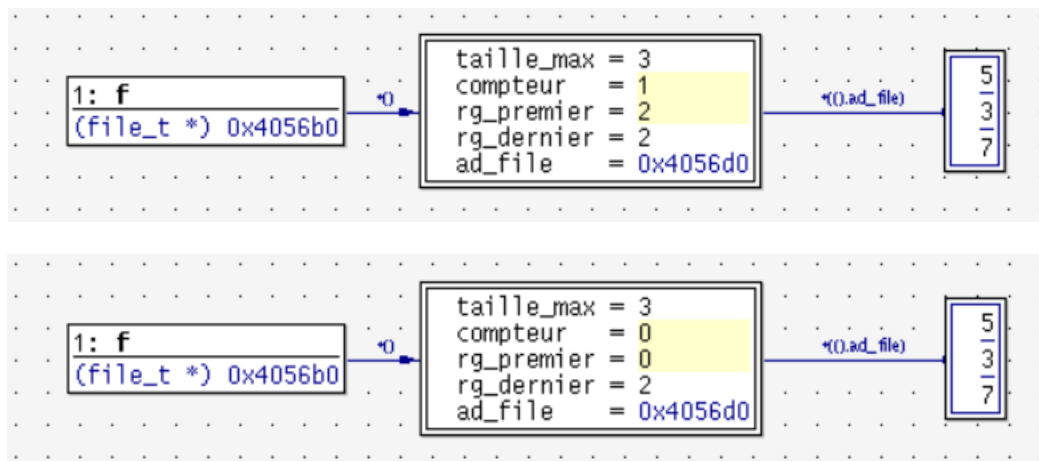 1: f
(file_t *) 0x4056b0
*()
taille_max = 3
compteur = 1
rg_premier = 2
rg_dernier = 2
ad_file = 0x4056d0
*(().ad_file)
5
3
7
1: f
(file_t *) 0x4056b0
*()
taille_max = 3
compteur = 0
rg_premier = 0
rg_dernier = 2
ad_file = 0x4056d0
*(().ad_file)
5
3
7